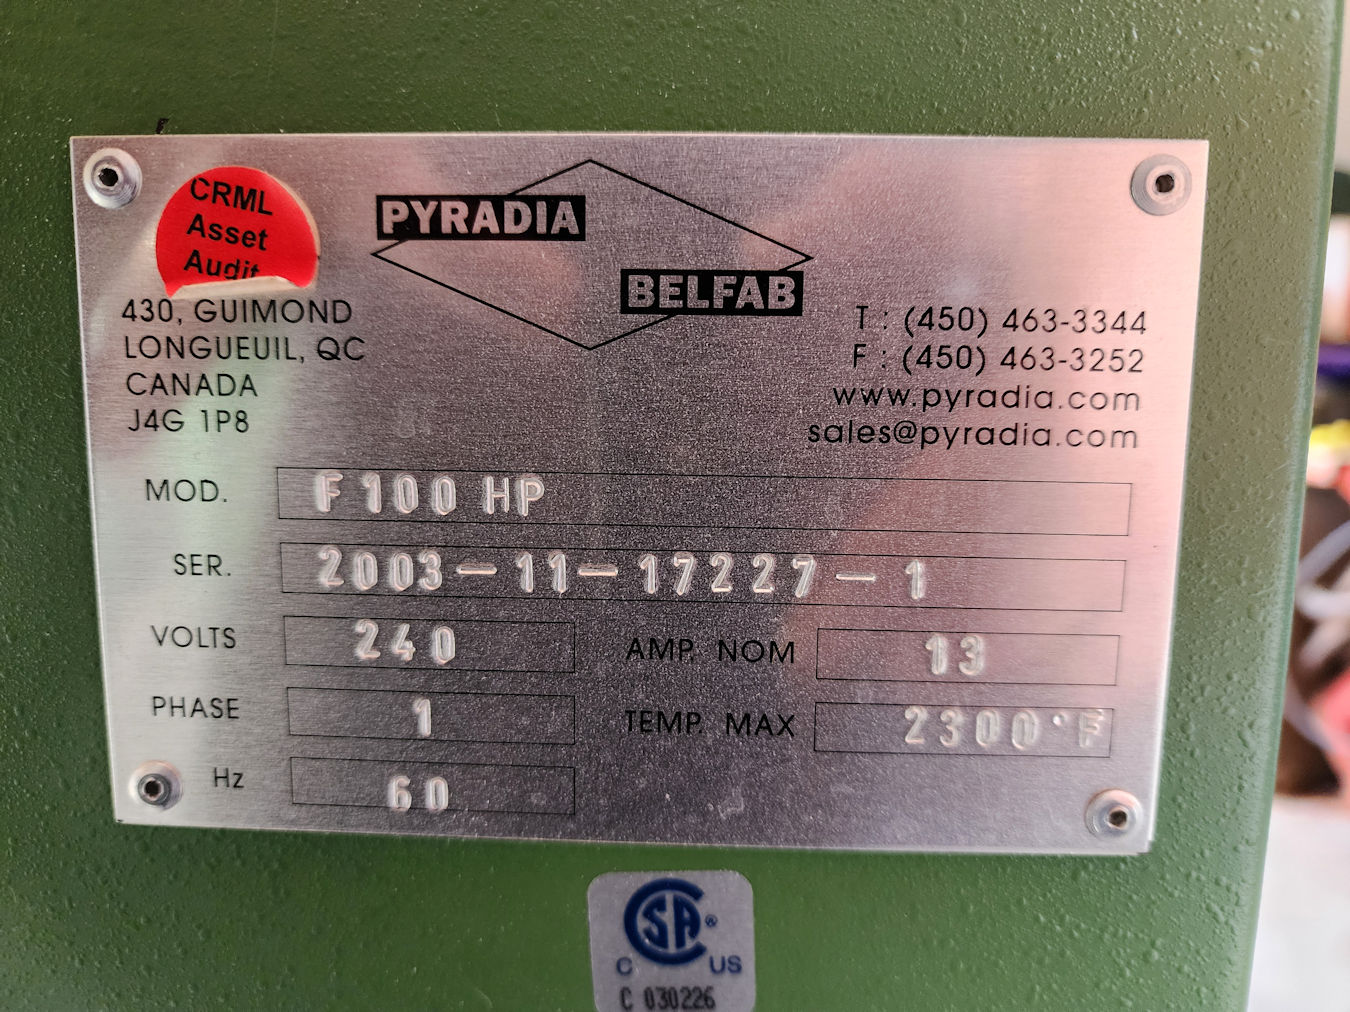 CRML
Asset
Audit
PYRADIA
BELFAB
430, GUIMOND
LONGUEUIL, QC
CANADA
J4G 1P8
T : (450) 463-3344
F : (450) 463-3252
www.pyradia.com
sales@pyradia.com
MOD. F 100 HP
SER. 2003-11-17227-1
VOLTS 240 AMP. NOM 13
PHASE 1 TEMP. MAX 2300°F
Hz 60
CSA®
C US
C 030226